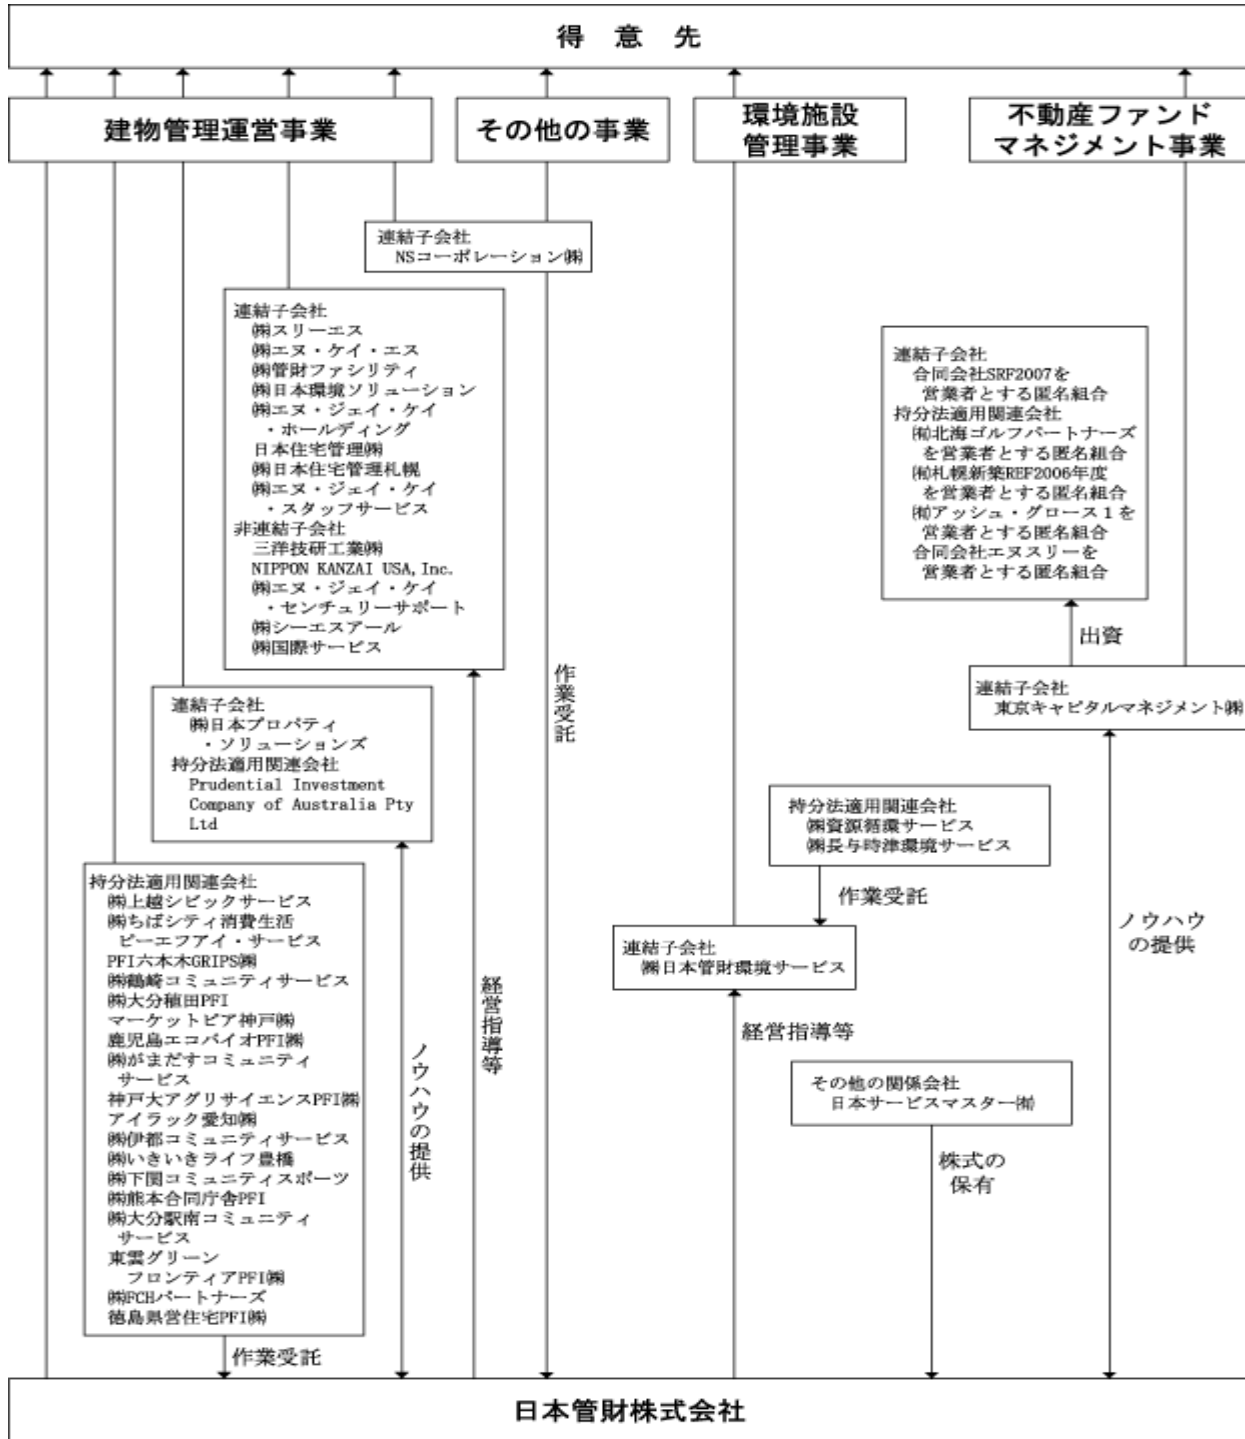 得意先
建物管理運営事業
その他の事業
環境施設
管理事業
不動産ファンド
マネジメント事業
連結子会社
NSコーポレーション㈱
連結子会社
㈱スリーエス
㈱エヌ・ケイ・エス
㈱管財ファシリティ
㈱日本環境ソリューション
㈱エヌ・ジェイ・ケイ
・ホールディング
日本住宅管理㈱
㈱日本住宅管理札幌
㈱エヌ・ジェイ・ケイ
・スタッフサービス
非連結子会社
三洋技研工業㈱
NIPPON KANZAI USA, Inc.
㈱エヌ・ジェイ・ケイ
・センチュリーサポート
㈱シーエスアール
㈱国際サービス
連結子会社
合同会社SRF2007を
営業者とする匿名組合
持分法適用関連会社
㈲北海ゴルフパートナーズ
を営業者とする匿名組合
㈲札幌新築REF2006年度
を営業者とする匿名組合
㈲アッシュ・グロース1を
営業者とする匿名組合
合同会社エヌスリーを
営業者とする匿名組合
出資
連結子会社
東京キャピタルマネジメント㈱
作業受託
連結子会社
㈱日本プロパティ
・ソリューションズ
持分法適用関連会社
Prudential Investment
Company of Australia Pty
Ltd
持分法適用関連会社
㈱資源循環サービス
㈱長与時津環境サービス
作業受託
連結子会社
㈱日本管財環境サービス
ノウハウ
の提供
持分法適用関連会社
㈱上越シビックサービス
㈱ちばシティ消費生活
ピーエフアイ・サービス
PFI六本木GRIPS㈱
㈱鶴崎コミュニティサービス
㈱大分稙田PFI
マーケットピア神戸㈱
鹿児島エコバイオPFI㈱
㈱がまだすコミュニティ
サービス
神戸大アグリサイエンスPFI㈱
アイラック愛知㈱
㈱伊都コミュニティサービス
㈱いきいきライフ豊橋
㈱下関コミュニティスポーツ
㈱熊本合同庁舎PFI
㈱大分駅南コミュニティ
サービス
東雲グリーン
フロンティアPFI㈱
㈱FCHパートナーズ
徳島県営住宅PFI㈱
作業受託
ノウハウの提供
経営指導等
経営指導等
その他の関係会社
日本サービスマスター㈲
株式の
保有
日本管財株式会社